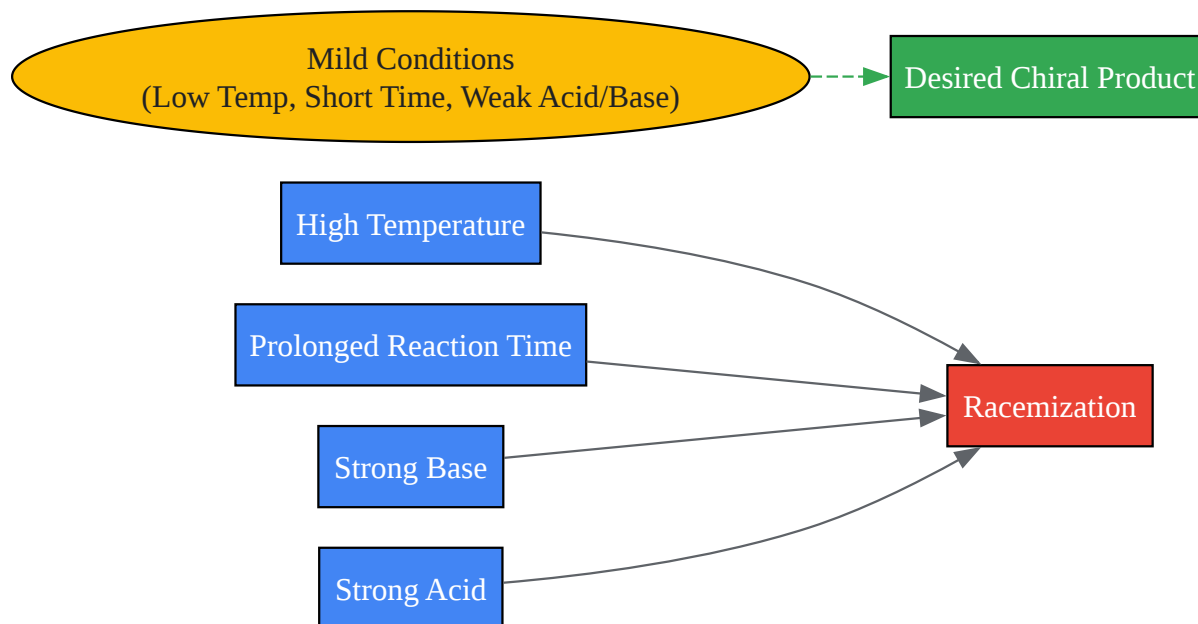 Mild Conditions
(Low Temp, Short Time, Weak Acid/Base)
Desired Chiral Product
High Temperature
Prolonged Reaction Time
Racemization
Strong Base
Strong Acid